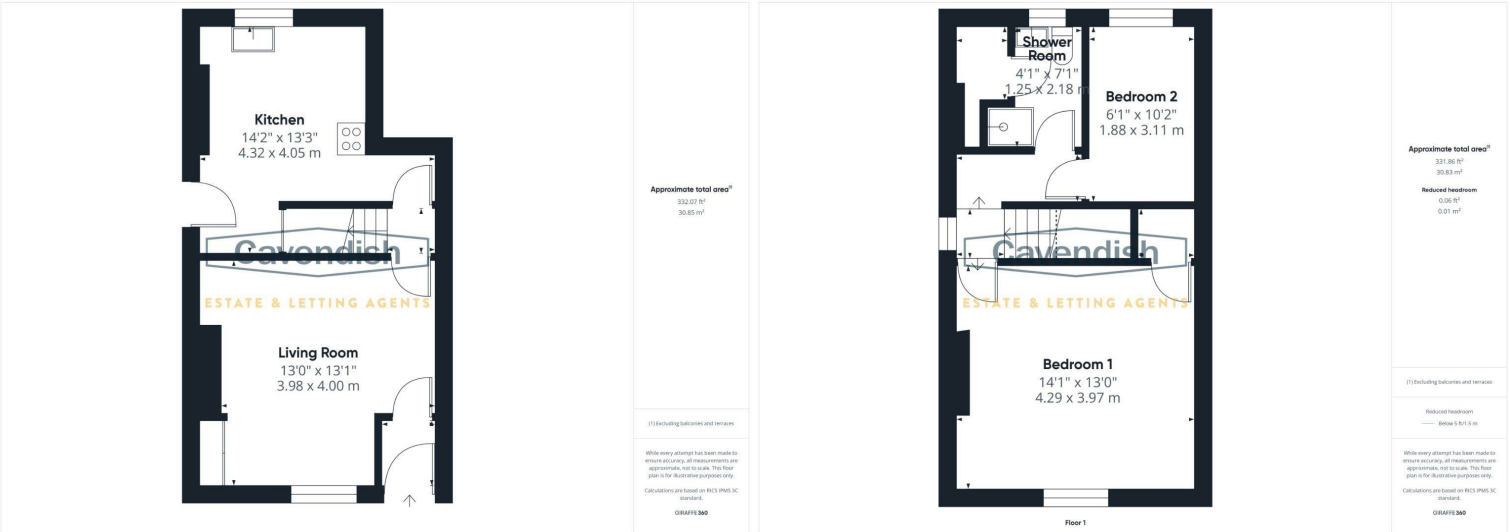 Kitchen
14'2" x 13'3"
4.32 x 4.05 m
Cavendish
ESTATE & LETTING AGENTS
Living Room
13'0" x 13'1"
3.98 x 4.00 m
Approximate total area⁽¹⁾
332.07 ft²
30.85 m²
(1) Excluding balconies and terraces
While every attempt has been made to
ensure accuracy, all measurements are
approximate, not to scale. This floor
plan is for illustrative purposes only.
Calculations are based on RICS IPMS 3C
standard.
GIRAFFE360
Shower
Room
4'1" x 7'1"
1.25 x 2.18 m
Bedroom 2
6'1" x 10'2"
1.88 x 3.11 m
Cavendish
ESTATE & LETTING AGENTS
Bedroom 1
14'1" x 13'0"
4.29 x 3.97 m
Floor 1
Approximate total area⁽¹⁾
331.86 ft²
30.83 m²
Reduced headroom
0.06 ft²
0.01 m²
(1) Excluding balconies and terraces
Reduced headroom
Below 5 ft/1.5 m
While every attempt has been made to
ensure accuracy, all measurements are
approximate, not to scale. This floor
plan is for illustrative purposes only.
Calculations are based on RICS IPMS 3C
standard.
GIRAFFE360